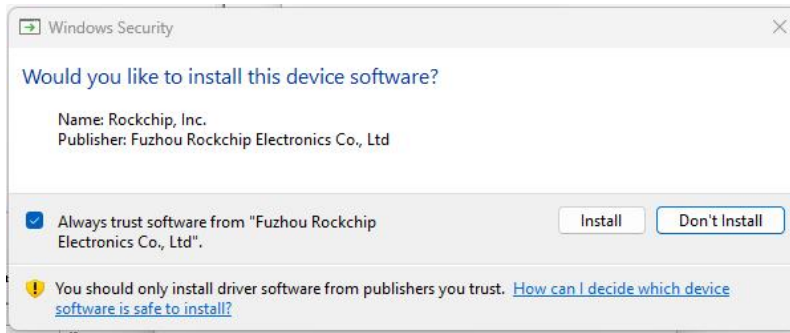 Windows Security
Would you like to install this device software?
Name: Rockchip, Inc.
Publisher: Fuzhou Rockchip Electronics Co., Ltd
Always trust software from "Fuzhou Rockchip
Electronics Co., Ltd".
Install
Don't Install
You should only install driver software from publishers you trust. How can I decide which device
software is safe to install?